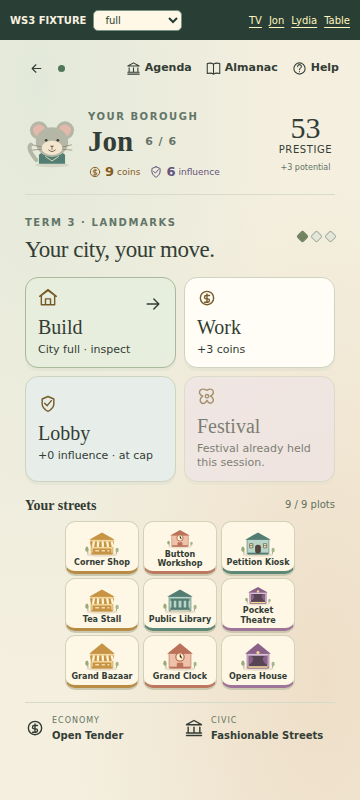 WS3 FIXTURE full TV Jon Lydia Table
Agenda Almanac Help
YOUR BOROUGH
Jon 6 / 6
9 coins 6 influence
53
PRESTIGE
+3 potential
TERM 3 · LANDMARKS
Your city, your move.
Build
City full · inspect
Work
+3 coins
Lobby
+0 influence · at cap
Festival
Festival already held
this session.
Your streets 9 / 9 plots
Corner Shop
Button
Workshop
Petition Kiosk
Tea Stall
Public Library
Pocket
Theatre
Grand Bazaar
Grand Clock
Opera House
ECONOMY
Open Tender
CIVIC
Fashionable Streets